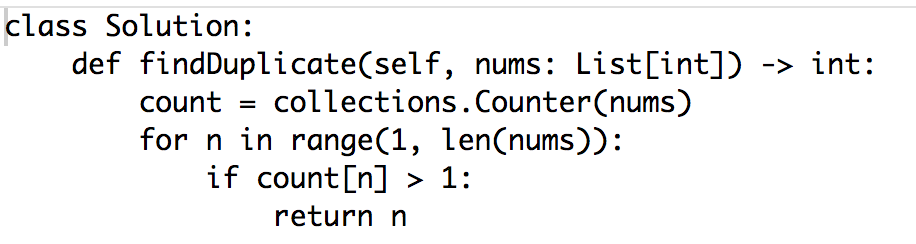 class Solution:
    def findDuplicate(self, nums: List[int]) -> int:
        count = collections.Counter(nums)
        for n in range(1, len(nums)):
            if count[n] > 1:
                return n